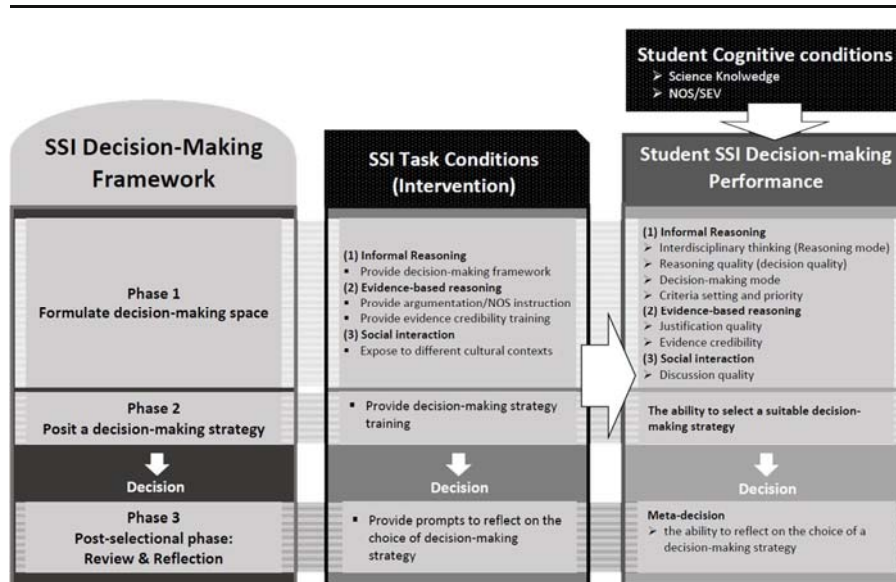 SSI Decision-Making
Framework
Phase 1
Formulate decision-making space
Phase 2
Posit a decision-making strategy
Decision
Phase 3
Post-selectional phase:
Review & Reflection
SSI Task Conditions
(Intervention)
(1) Informal Reasoning
▪ Provide decision-making framework
(2) Evidence-based reasoning
▪ Provide argumentation/NOS instruction
▪ Provide evidence credibility training
(3) Social interaction
▪ Expose to different cultural contexts
▪ Provide decision-making strategy
training
Decision
▪ Provide prompts to reflect on the
choice of decision-making
strategy
Student Cognitive conditions
➢ Science Knolwedge
➢ NOS/SEV
Student SSI Decision-making
Performance
(1) Informal Reasoning
➢ Interdisciplinary thinking (Reasoning mode)
➢ Reasoning quality (decision quality)
➢ Decision-making mode
➢ Criteria setting and priority
(2) Evidence-based reasoning
➢ Justification quality
➢ Evidence credibility
(3) Social interaction
➢ Discussion quality
The ability to select a suitable decision-
making strategy
Decision
Meta-decision
➢ the ability to reflect on the choice of a
decision-making strategy